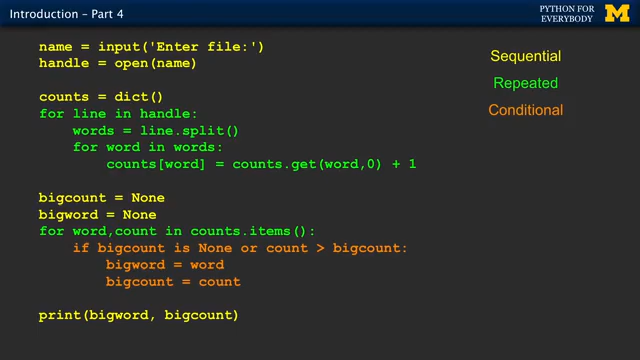 Introduction – Part 4
PYTHON FOR
EVERYBODY
M
name = input('Enter file:')
handle = open(name)
Sequential
Repeated
Conditional
counts = dict()
for line in handle:
    words = line.split()
    for word in words:
        counts[word] = counts.get(word,0) + 1
bigcount = None
bigword = None
for word,count in counts.items():
    if bigcount is None or count > bigcount:
        bigword = word
        bigcount = count
print(bigword, bigcount)